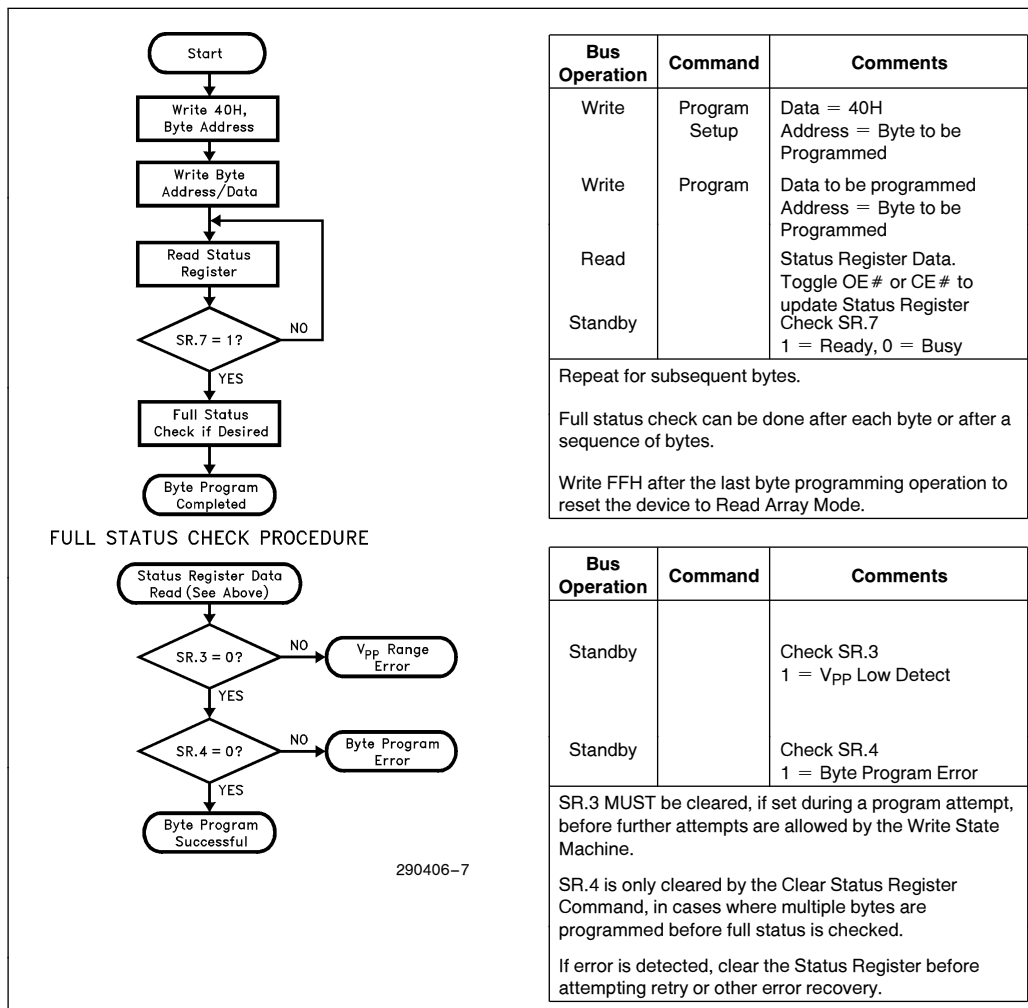 Start
Write 40H,
Byte Address
Write Byte
Address/Data
Read Status
Register
SR.7 = 1?
NO
YES
Full Status
Check if Desired
Byte Program
Completed
Bus
Operation
Command
Comments
Write
Program
Setup
Data = 40H
Address = Byte to be
Programmed
Write
Program
Data to be programmed
Address = Byte to be
Programmed
Read
Status Register Data.
Toggle OE# or CE# to
update Status Register
Standby
Check SR.7
1 = Ready, 0 = Busy
Repeat for subsequent bytes.
Full status check can be done after each byte or after a
sequence of bytes.
Write FFH after the last byte programming operation to
reset the device to Read Array Mode.
FULL STATUS CHECK PROCEDURE
Status Register Data
Read (See Above)
SR.3 = 0?
NO
VPP Range
Error
YES
SR.4 = 0?
NO
Byte Program
Error
YES
Byte Program
Successful
290406–7
Bus
Operation
Command
Comments
Standby
Check SR.3
1 = VPP Low Detect
Standby
Check SR.4
1 = Byte Program Error
SR.3 MUST be cleared, if set during a program attempt,
before further attempts are allowed by the Write State
Machine.
SR.4 is only cleared by the Clear Status Register
Command, in cases where multiple bytes are
programmed before full status is checked.
If error is detected, clear the Status Register before
attempting retry or other error recovery.